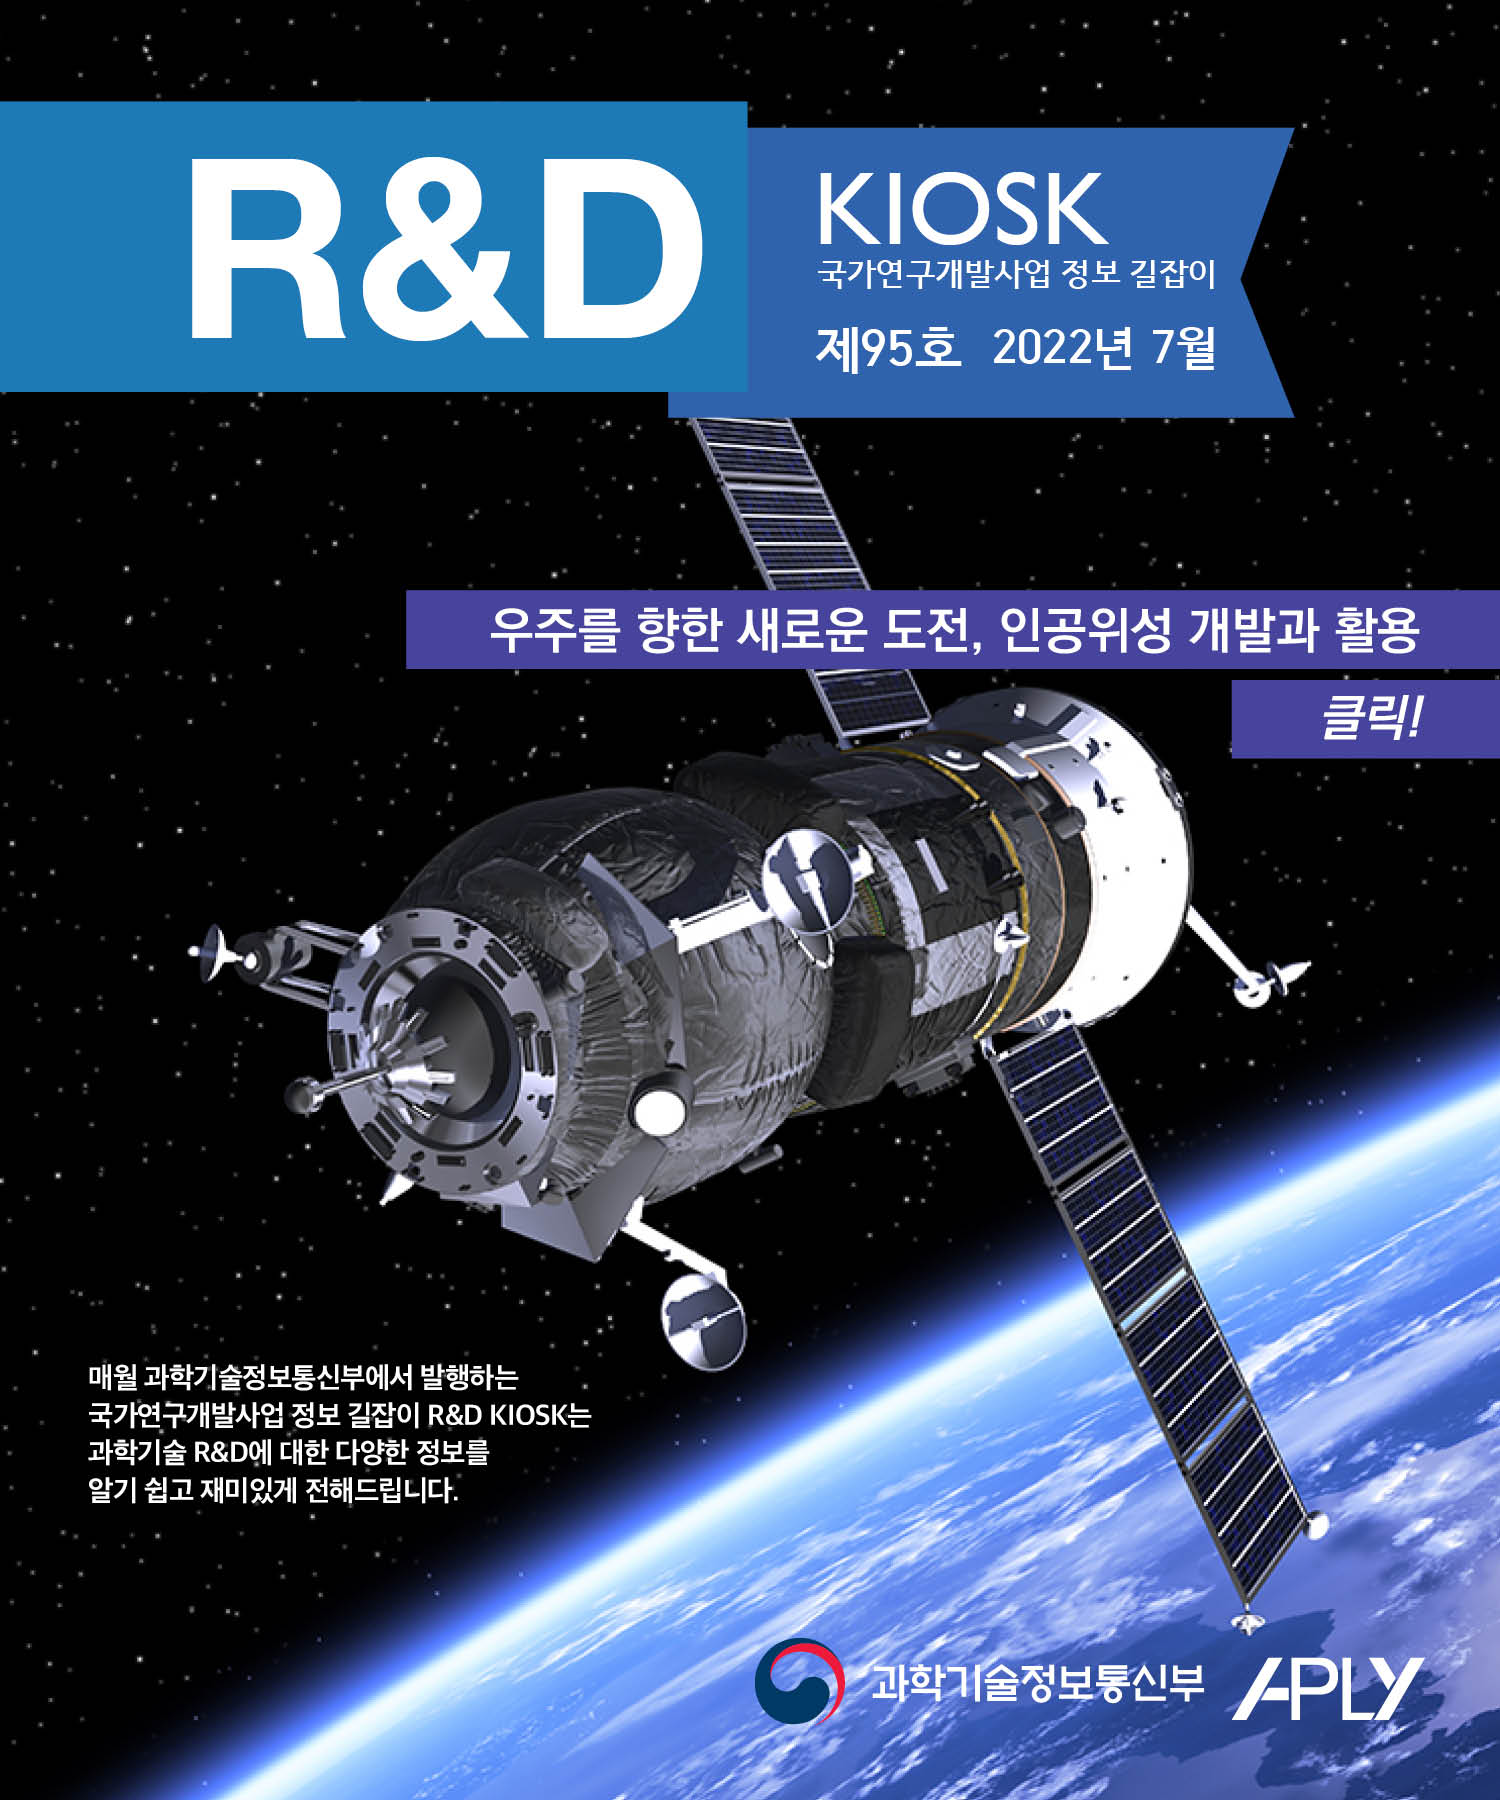 R&D
KIOSK
국가연구개발사업 정보 길잡이
제95호 2022년 7월
우주를 향한 새로운 도전, 인공위성 개발과 활용
클릭!
매월 과학기술정보통신부에서 발행하는
국가연구개발사업 정보 길잡이 R&D KIOSK는
과학기술 R&D에 대한 다양한 정보를
알기 쉽고 재미있게 전해드립니다.
과학기술정보통신부 APLY